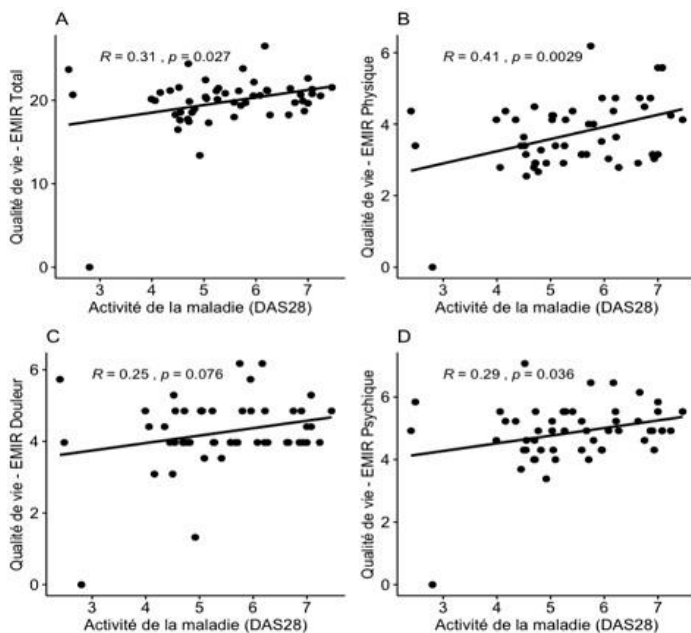 A
R = 0.31 , p = 0.027
Qualité de vie - EMIR Total
20
10
0
3 4 5 6 7
Activité de la maladie (DAS28)
B
R = 0.41 , p = 0.0029
Qualité de vie - EMIR Physique
6
4
2
0
3 4 5 6 7
Activité de la maladie (DAS28)
C
R = 0.25 , p = 0.076
Qualité de vie - EMIR Douleur
6
4
2
0
3 4 5 6 7
Activité de la maladie (DAS28)
D
R = 0.29 , p = 0.036
Qualité de vie - EMIR Psychique
6
4
2
0
3 4 5 6 7
Activité de la maladie (DAS28)